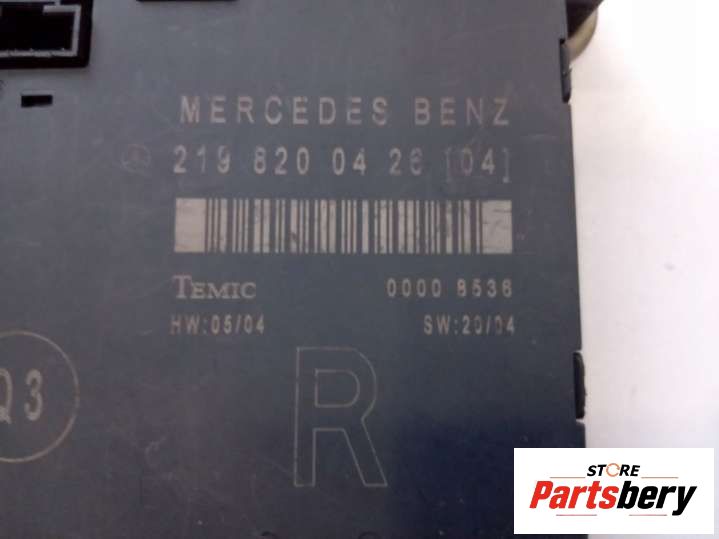 MERCEDES BENZ
219 820 04 26 [04]
TEMIC 0000 8536
HW:05/04 SW:20/04
Q3
R
STORE
Partsbery